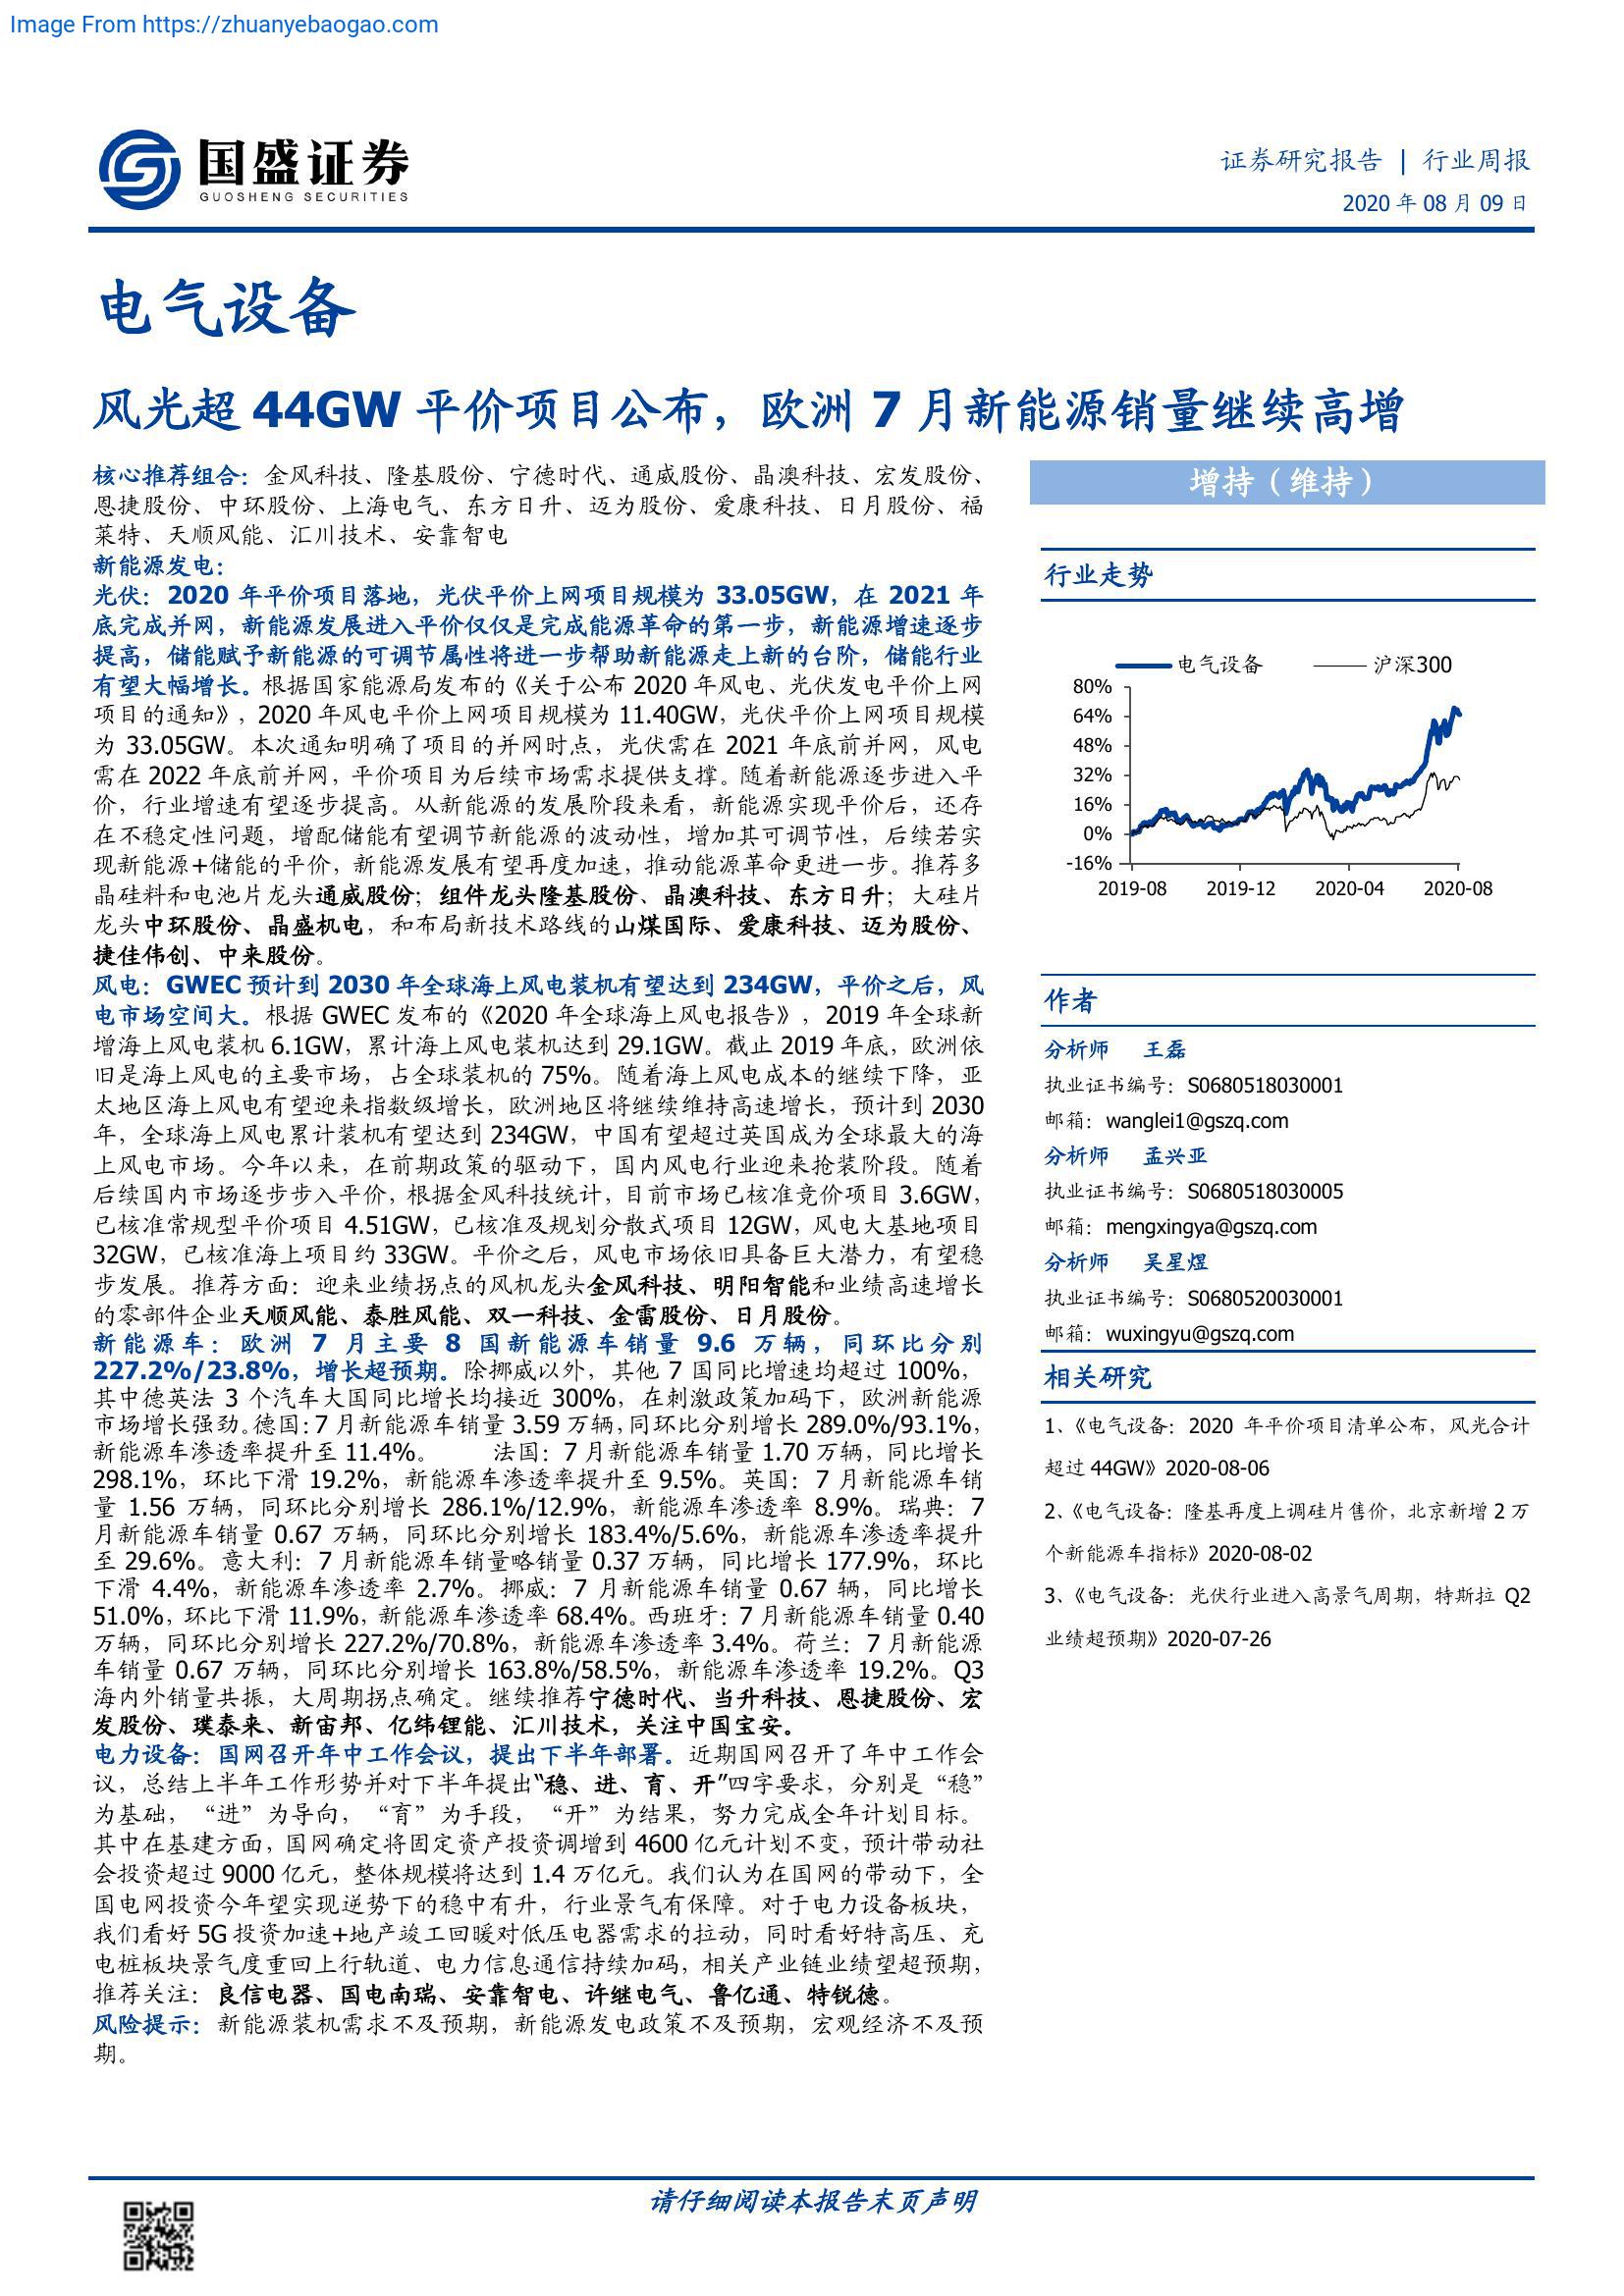 Image From https://zhuanyebaogao.com
国盛证券
GUOSHENG SECURITIES
证券研究报告 | 行业周报
2020 年 08 月 09 日
电气设备
风光超 44GW 平价项目公布，欧洲 7 月新能源销量继续高增
核心推荐组合：金风科技、隆基股份、宁德时代、通威股份、晶澳科技、宏发股份、
恩捷股份、中环股份、上海电气、东方日升、迈为股份、爱康科技、日月股份、福
莱特、天顺风能、汇川技术、安靠智电
新能源发电：
光伏：2020 年平价项目落地，光伏平价上网项目规模为 33.05GW，在 2021 年
底完成并网，新能源发展进入平价仅仅是完成能源革命的第一步，新能源增速逐步
提高，储能赋予新能源的可调节属性将进一步帮助新能源走上新的台阶，储能行业
有望大幅增长。根据国家能源局发布的《关于公布 2020 年风电、光伏发电平价上网
项目的通知》，2020 年风电平价上网项目规模为 11.40GW，光伏平价上网项目规模
为 33.05GW。本次通知明确了项目的并网时点，光伏需在 2021 年底前并网，风电
需在 2022 年底前并网，平价项目为后续市场需求提供支撑。随着新能源逐步进入平
价，行业增速有望逐步提高。从新能源的发展阶段来看，新能源实现平价后，还存
在不稳定性问题，增配储能有望调节新能源的波动性，增加其可调节性，后续若实
现新能源+储能的平价，新能源发展有望再度加速，推动能源革命更进一步。推荐多
晶硅料和电池片龙头通威股份；组件龙头隆基股份、晶澳科技、东方日升；大硅片
龙头中环股份、晶盛机电，和布局新技术路线的山煤国际、爱康科技、迈为股份、
捷佳伟创、中来股份。
风电：GWEC 预计到 2030 年全球海上风电装机有望达到 234GW，平价之后，风
电市场空间大。根据 GWEC 发布的《2020 年全球海上风电报告》，2019 年全球新
增海上风电装机 6.1GW，累计海上风电装机达到 29.1GW。截止 2019 年底，欧洲依
旧是海上风电的主要市场，占全球装机的 75%。随着海上风电成本的继续下降，亚
太地区海上风电有望迎来指数级增长，欧洲地区将继续维持高速增长，预计到 2030
年，全球海上风电累计装机有望达到 234GW，中国有望超过英国成为全球最大的海
上风电市场。今年以来，在前期政策的驱动下，国内风电行业迎来抢装阶段。随着
后续国内市场逐步步入平价，根据金风科技统计，目前市场已核准竞价项目 3.6GW，
已核准常规型平价项目 4.51GW，已核准及规划分散式项目 12GW，风电大基地项目
32GW，已核准海上项目约 33GW。平价之后，风电市场依旧具备巨大潜力，有望稳
步发展。推荐方面：迎来业绩拐点的风机龙头金风科技、明阳智能和业绩高速增长
的零部件企业天顺风能、泰胜风能、双一科技、金雷股份、日月股份。
新能源车：欧洲 7 月主要 8 国新能源车销量 9.6 万辆，同环比分别
227.2%/23.8%，增长超预期。除挪威以外，其他 7 国同比增速均超过 100%，
其中德英法 3 个汽车大国同比增长均接近 300%，在刺激政策加码下，欧洲新能源
市场增长强劲。德国：7 月新能源车销量 3.59 万辆，同环比分别增长 289.0%/93.1%，
新能源车渗透率提升至 11.4%。 法国：7 月新能源车销量 1.70 万辆，同比增长
298.1%，环比下滑 19.2%，新能源车渗透率提升至 9.5%。英国：7 月新能源车销
量 1.56 万辆，同环比分别增长 286.1%/12.9%，新能源车渗透率 8.9%。瑞典：7
月新能源车销量 0.67 万辆，同环比分别增长 183.4%/5.6%，新能源车渗透率提升
至 29.6%。意大利：7 月新能源车销量略销量 0.37 万辆，同比增长 177.9%，环比
下滑 4.4%，新能源车渗透率 2.7%。挪威：7 月新能源车销量 0.67 辆，同比增长
51.0%，环比下滑 11.9%，新能源车渗透率 68.4%。西班牙：7 月新能源车销量 0.40
万辆，同环比分别增长 227.2%/70.8%，新能源车渗透率 3.4%。荷兰：7 月新能源
车销量 0.67 万辆，同环比分别增长 163.8%/58.5%，新能源车渗透率 19.2%。Q3
海内外销量共振，大周期拐点确定。继续推荐宁德时代、当升科技、恩捷股份、宏
发股份、璞泰来、新宙邦、亿纬锂能、汇川技术，关注中国宝安。
电力设备：国网召开年中工作会议，提出下半年部署。近期国网召开了年中工作会
议，总结上半年工作形势并对下半年提出“稳、进、育、开”四字要求，分别是“稳”
为基础，“进”为导向，“育”为手段，“开”为结果，努力完成全年计划目标。
其中在基建方面，国网确定将固定资产投资调增到 4600 亿元计划不变，预计带动社
会投资超过 9000 亿元，整体规模将达到 1.4 万亿元。我们认为在国网的带动下，全
国电网投资今年望实现逆势下的稳中有升，行业景气有保障。对于电力设备板块，
我们看好 5G 投资加速+地产竣工回暖对低压电器需求的拉动，同时看好特高压、充
电桩板块景气度重回上行轨道、电力信息通信持续加码，相关产业链业绩望超预期，
推荐关注：良信电器、国电南瑞、安靠智电、许继电气、鲁亿通、特锐德。
风险提示：新能源装机需求不及预期，新能源发电政策不及预期，宏观经济不及预
期。
增持（维持）
行业走势
电气设备 沪深300
80%
64%
48%
32%
16%
0%
-16%
2019-08 2019-12 2020-04 2020-08
作者
分析师 王磊
执业证书编号：S0680518030001
邮箱：wanglei1@gszq.com
分析师 孟兴亚
执业证书编号：S0680518030005
邮箱：mengxingya@gszq.com
分析师 吴星煜
执业证书编号：S0680520030001
邮箱：wuxingyu@gszq.com
相关研究
1、《电气设备：2020 年平价项目清单公布，风光合计
超过 44GW》2020-08-06
2、《电气设备：隆基再度上调硅片售价，北京新增 2 万
个新能源车指标》2020-08-02
3、《电气设备：光伏行业进入高景气周期，特斯拉 Q2
业绩超预期》2020-07-26
请仔细阅读本报告末页声明